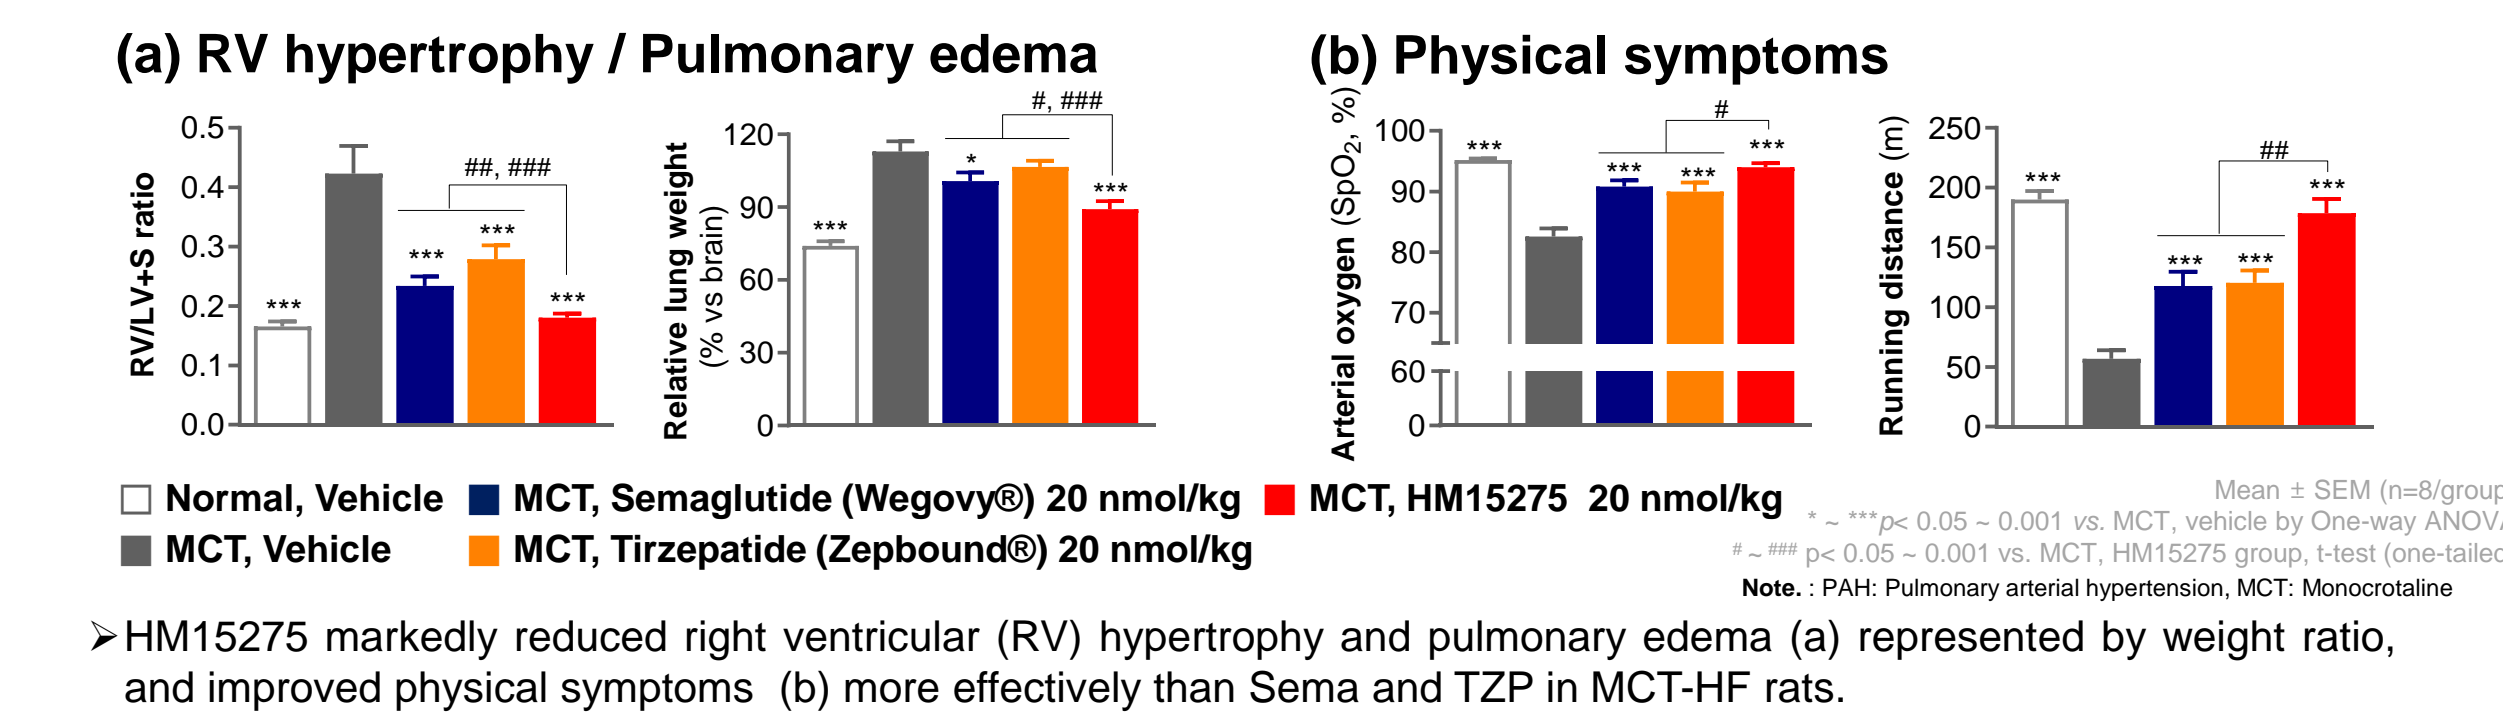 (a) RV hypertrophy / Pulmonary edema
(b) Physical symptoms
RV/LV+S ratio
0.5
0.4
0.3
0.2
0.1
0.0
***
***
***
***
##, ###
Relative lung weight
(% vs brain)
120
90
60
30
0
***
*
***
#, ###
Arterial oxygen (SpO2, %)
100
90
80
70
60
0
***
***
***
***
#
Running distance (m)
250
200
150
100
50
0
***
***
***
***
##
Normal, Vehicle
MCT, Semaglutide (Wegovy®) 20 nmol/kg
MCT, HM15275 20 nmol/kg
MCT, Vehicle
MCT, Tirzepatide (Zepbound®) 20 nmol/kg
Mean ± SEM (n=8/group
* ~ ***p< 0.05 ~ 0.001 vs. MCT, vehicle by One-way ANOVA
# ~ ### p< 0.05 ~ 0.001 vs. MCT, HM15275 group, t-test (one-tailed
Note. : PAH: Pulmonary arterial hypertension, MCT: Monocrotaline
➢HM15275 markedly reduced right ventricular (RV) hypertrophy and pulmonary edema (a) represented by weight ratio,
and improved physical symptoms (b) more effectively than Sema and TZP in MCT-HF rats.